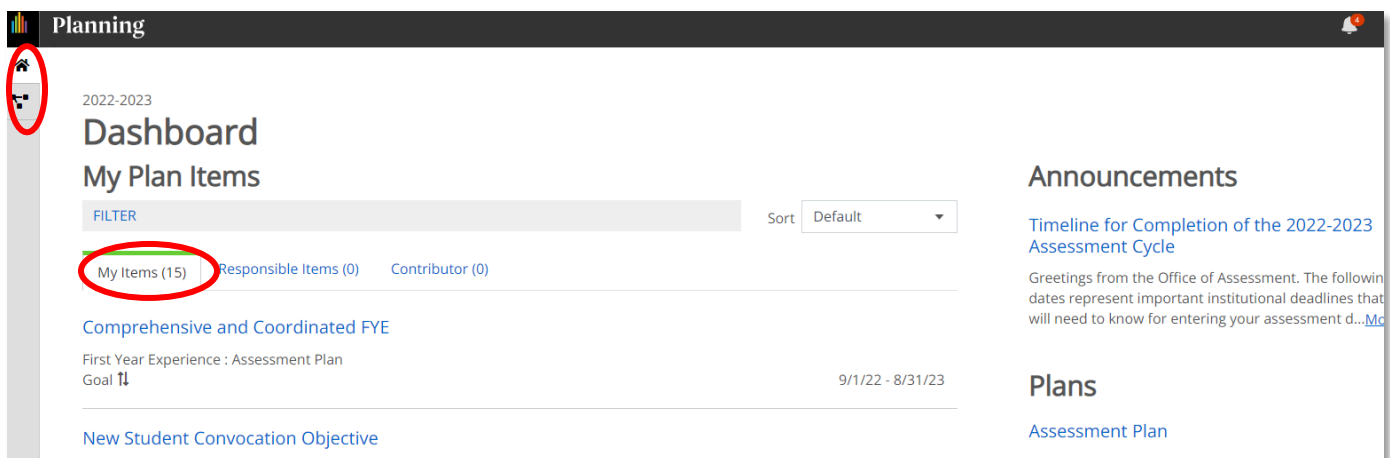 Planning
4
2022-2023
Dashboard
My Plan Items
FILTER
Sort Default
My Items (15) Responsible Items (0) Contributor (0)
Comprehensive and Coordinated FYE
First Year Experience : Assessment Plan
Goal
9/1/22 - 8/31/23
New Student Convocation Objective
Announcements
Timeline for Completion of the 2022-2023
Assessment Cycle
Greetings from the Office of Assessment. The followin
dates represent important institutional deadlines that
will need to know for entering your assessment d...Mo
Plans
Assessment Plan